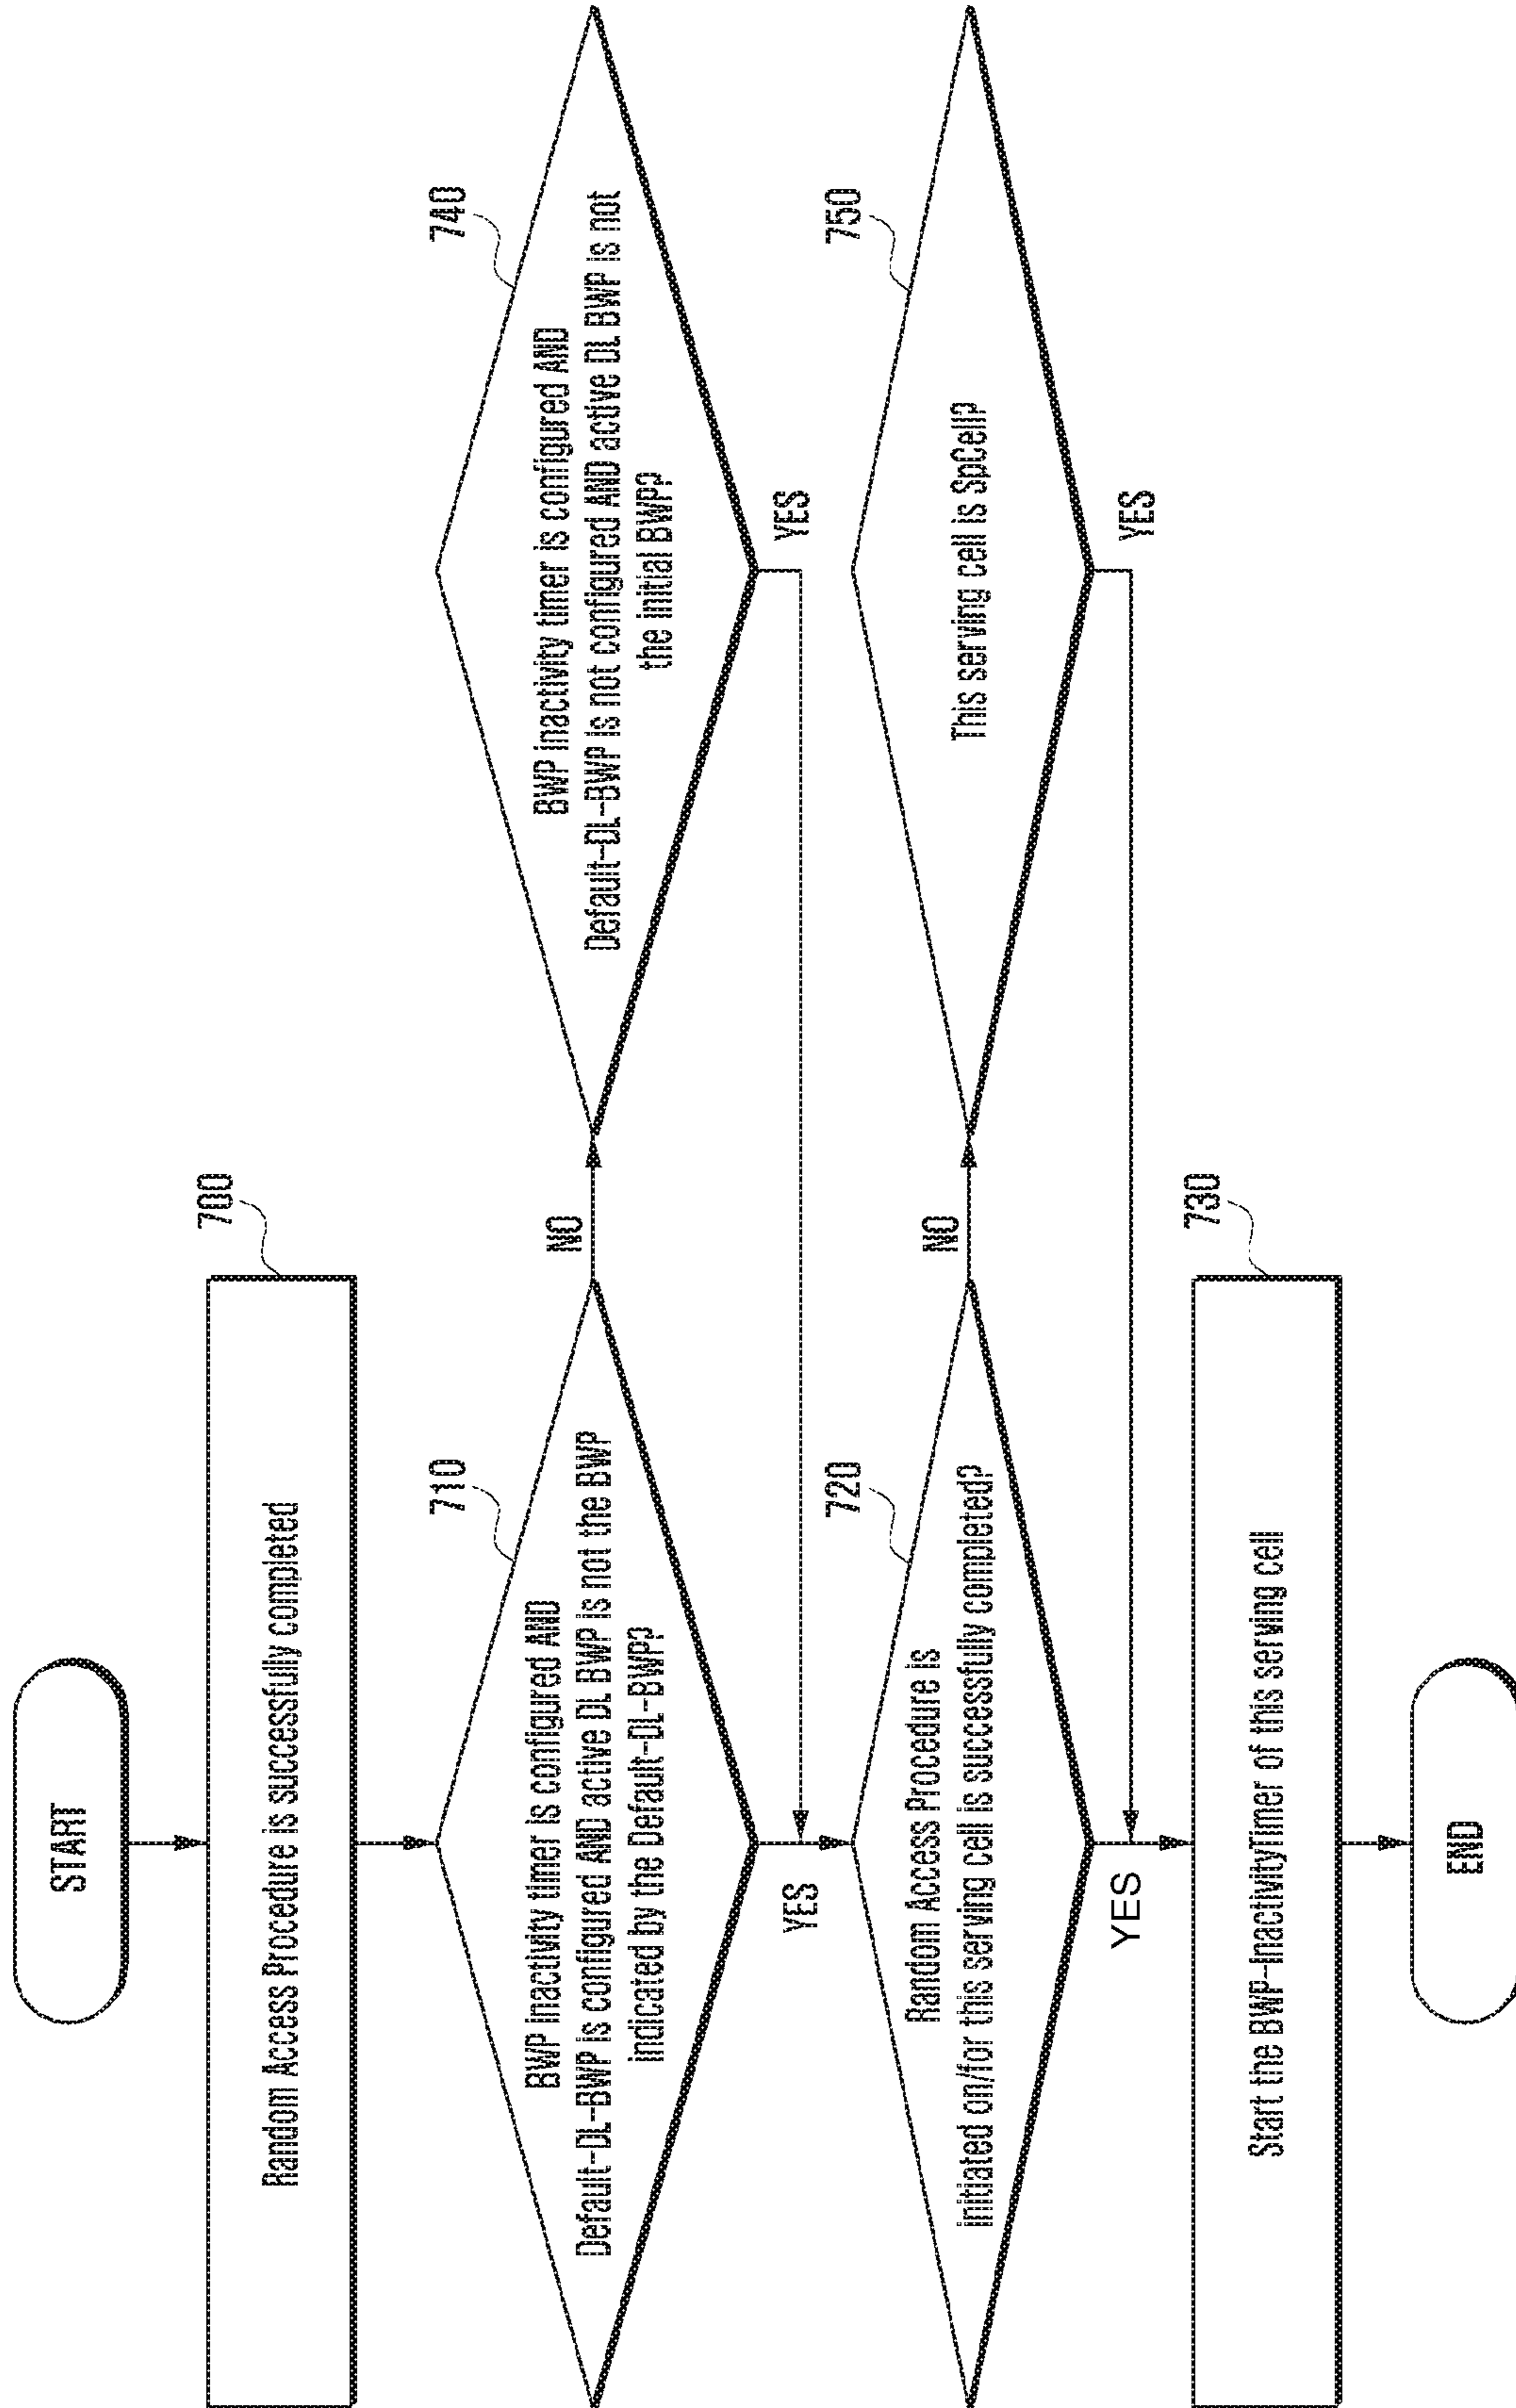 START
700
Random Access Procedure is successfully completed
710
BWP inactivity timer is configured AND
Default-DL-BWP is configured AND active DL BWP is not the BWP
indicated by the Default-DL-BWP?
NO
740
BWP inactivity timer is configured AND
Default-DL-BWP is not configured AND active DL BWP is not
the initial BWP?
YES
YES
720
Random Access Procedure is
initiated on/for this serving cell is successfully completed?
NO
750
This serving cell is SpCell?
YES
YES
730
Start the BWP-InactivityTimer of this serving cell
END